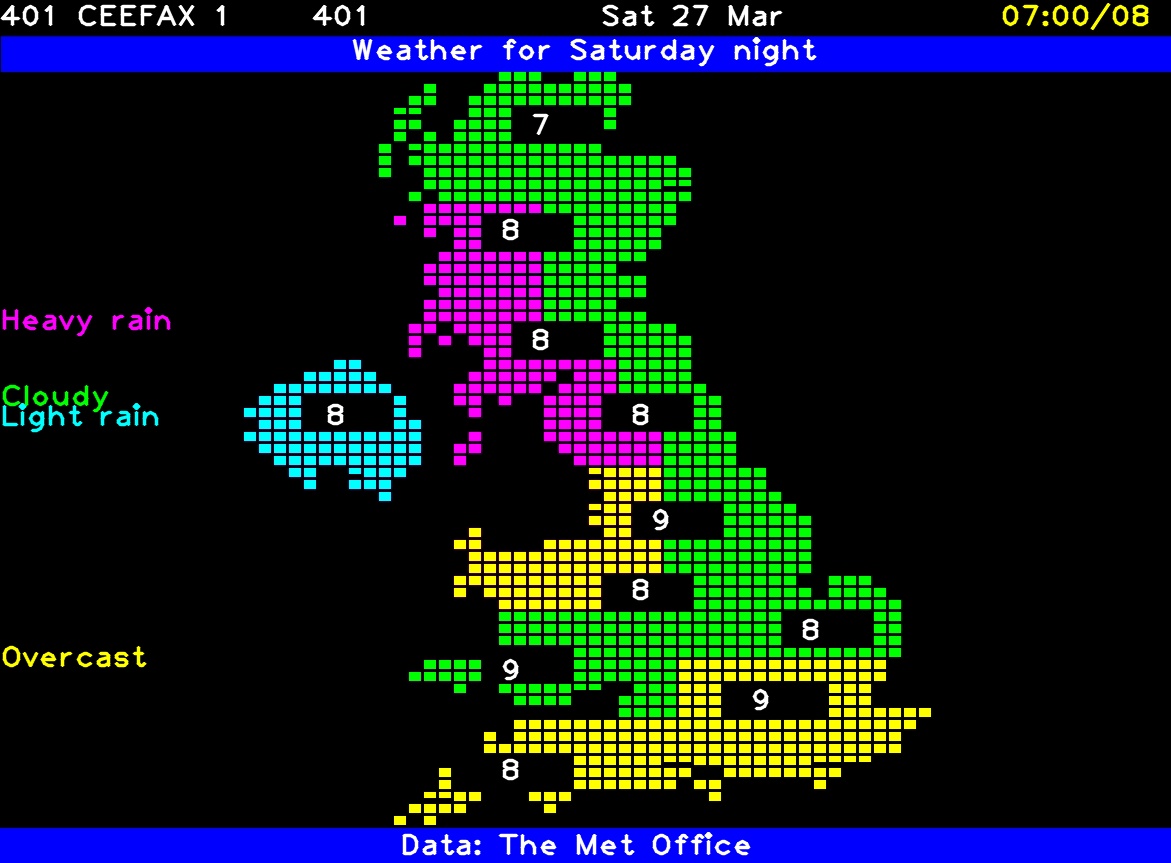 401 CEEFAX 1 401 Sat 27 Mar 07:00/08
Weather for Saturday night
7
8
Heavy rain
8
Cloudy
Light rain 8 8
9
8
8
Overcast 9
9
8
Data: The Met Office